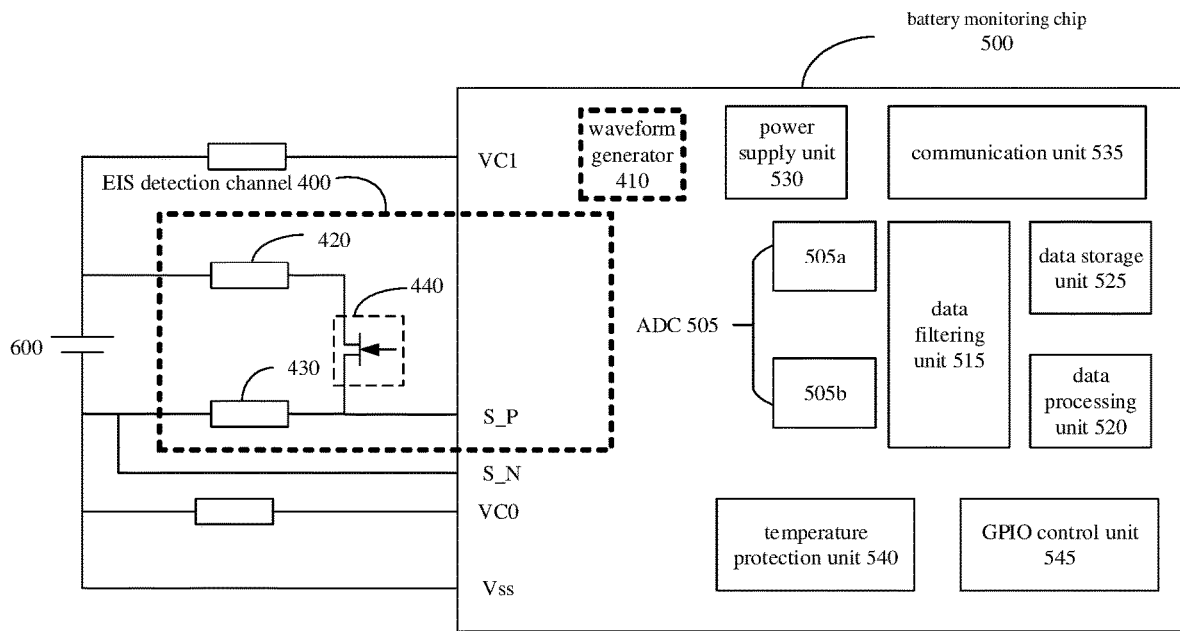 battery monitoring chip
500
waveform
generator
410
power
supply unit
530
communication unit 535
VC1
EIS detection channel 400
420
440
505a
data storage
unit 525
data
filtering
unit 515
ADC 505
600
430
505b
data
processing
unit 520
S_P
S_N
VC0
temperature
protection unit 540
GPIO control unit
545
Vss